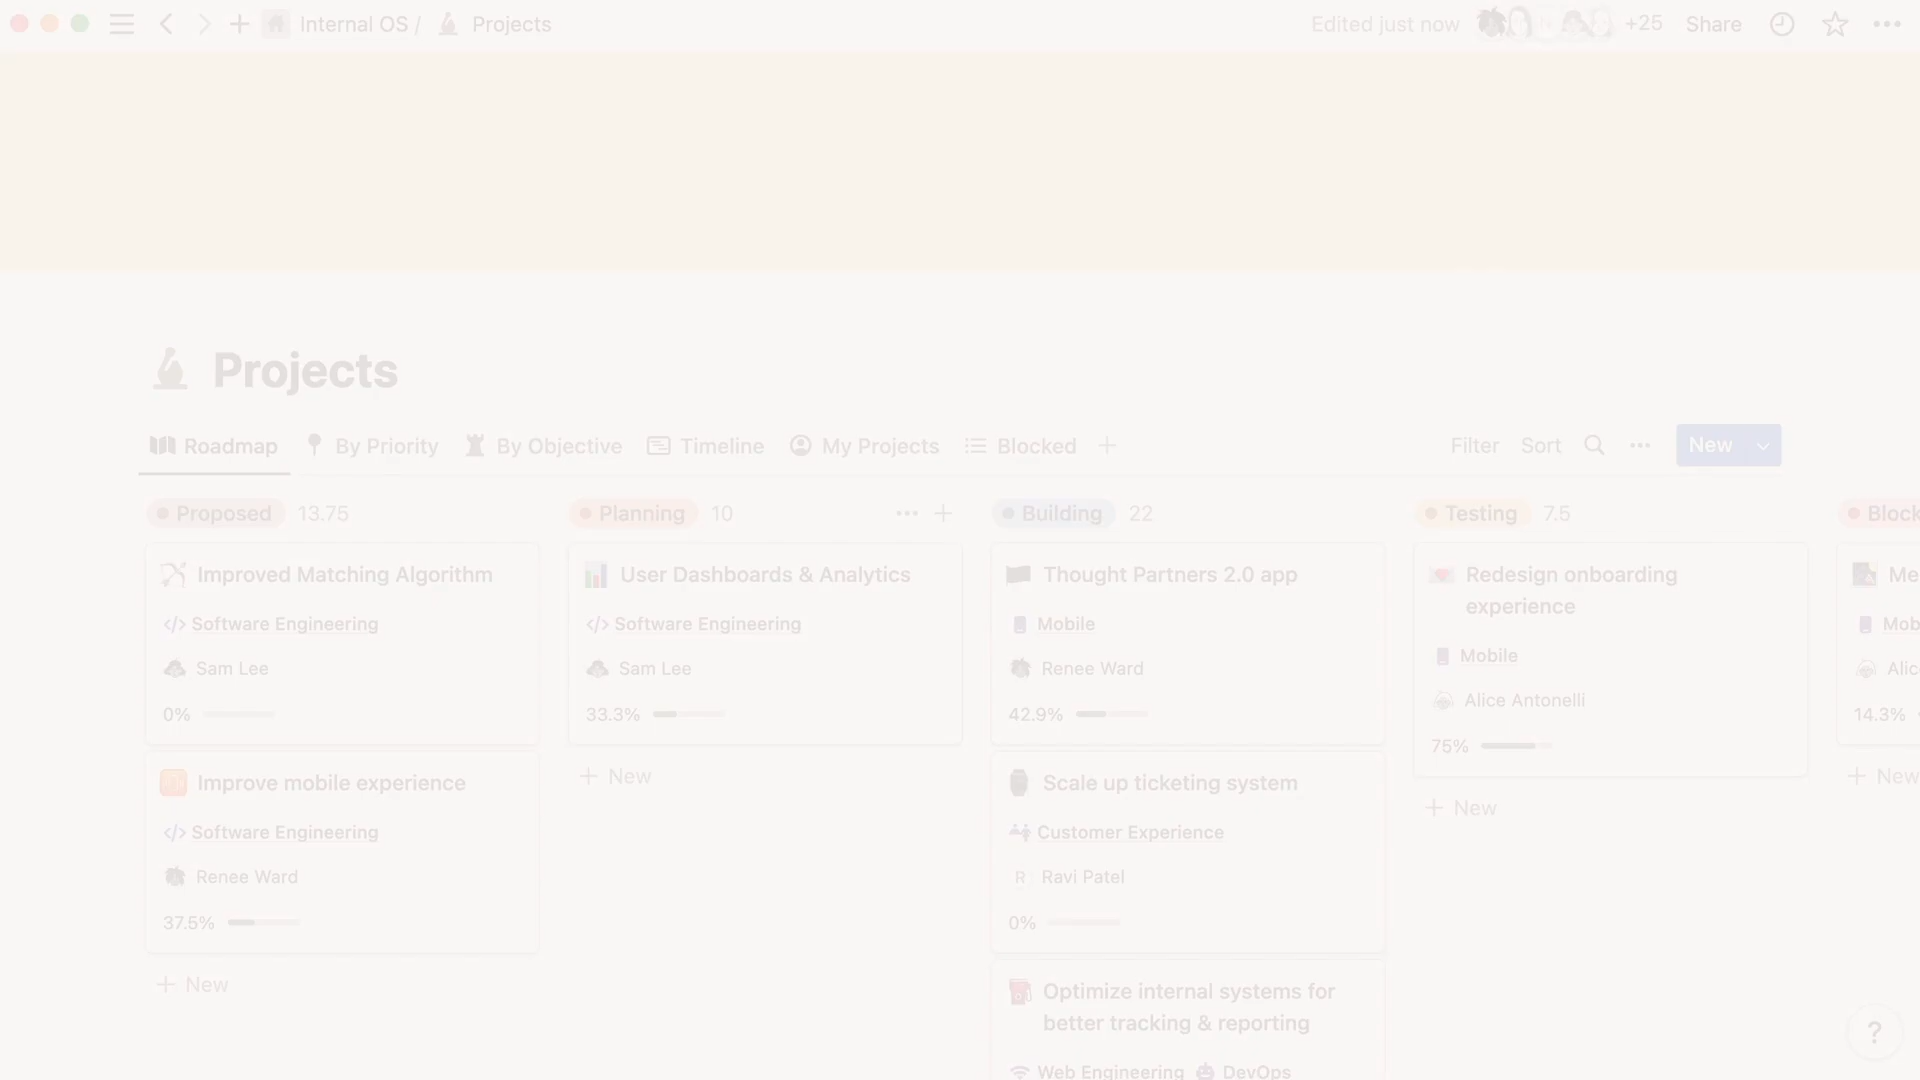 Internal OS / Projects
Edited just now +25 Share
Projects
Roadmap By Priority By Objective Timeline My Projects Blocked
Filter Sort New
Proposed 13.75
Improved Matching Algorithm
</> Software Engineering
Sam Lee
0%
Improve mobile experience
</> Software Engineering
Renee Ward
37.5%
+ New
Planning 10
User Dashboards & Analytics
</> Software Engineering
Sam Lee
33.3%
+ New
Building 22
Thought Partners 2.0 app
Mobile
Renee Ward
42.9%
Scale up ticketing system
Customer Experience
R Ravi Patel
0%
Optimize internal systems for
better tracking & reporting
Web Engineering DevOps
Testing 7.5
Redesign onboarding
experience
Mobile
Alice Antonelli
75%
+ New
Block
Me
Mob
Alic
14.3%
+ New
?